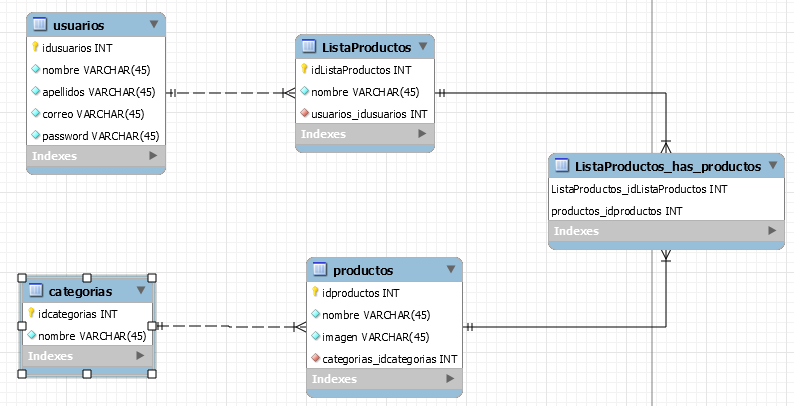 usuarios
idusuarios INT
nombre VARCHAR(45)
apellidos VARCHAR(45)
correo VARCHAR(45)
password VARCHAR(45)
Indexes
ListaProductos
idListaProductos INT
nombre VARCHAR(45)
usuarios_idusuarios INT
Indexes
ListaProductos_has_productos
ListaProductos_idListaProductos INT
productos_idproductos INT
Indexes
categorias
idcategorias INT
nombre VARCHAR(45)
Indexes
productos
idproductos INT
nombre VARCHAR(45)
imagen VARCHAR(45)
categorias_idcategorias INT
Indexes